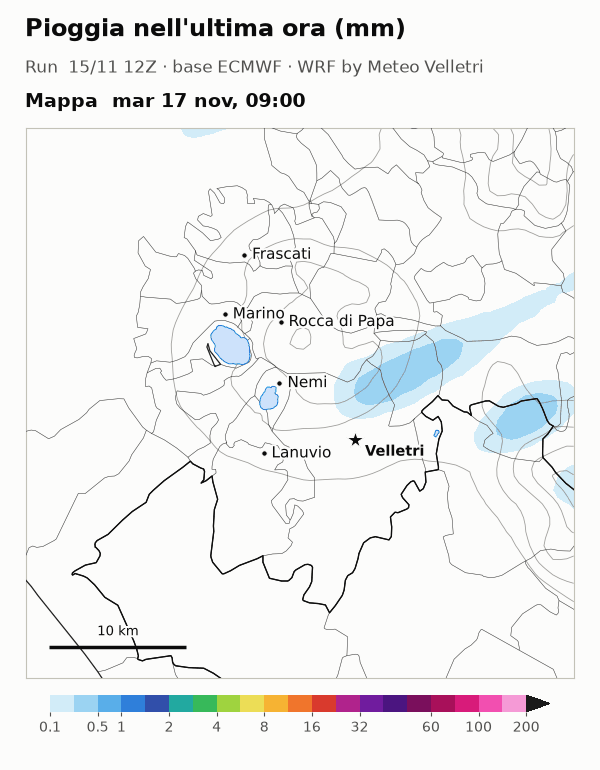 Pioggia nell'ultima ora (mm)
Run  15/11 12Z · base ECMWF · WRF by Meteo Velletri
Mappa  mar 17 nov, 09:00
Frascati
Marino
Rocca di Papa
Nemi
Velletri
Lanuvio
10 km
0.1 0.5 1 2 4 8 16 32 60 100 200